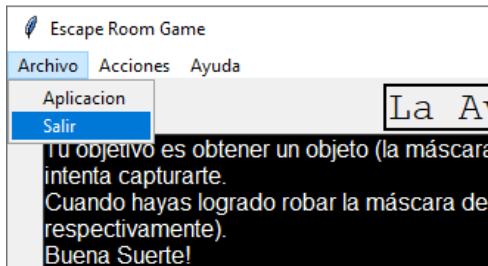 Escape Room Game
Archivo Acciones Ayuda
Aplicacion
Salir
La Av
Tu objetivo es obtener un objeto (la máscara
intenta capturarte.
Cuando hayas logrado robar la máscara de
respectivamente).
Buena Suerte!